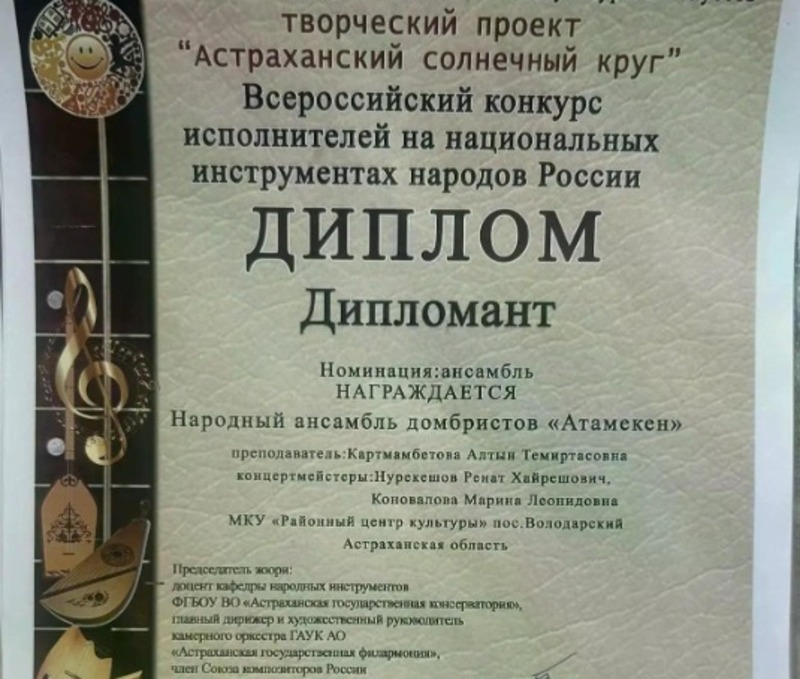 творческий проект
“Астраханский солнечный круг”
Всероссийский конкурс
исполнителей на национальных
инструментах народов России
ДИПЛОМ
Дипломант
Номинация:ансамбль
НАГРАЖДАЕТСЯ
Народный ансамбль домбристов «Атамекен»
преподаватель:Картмамбетова Алтын Темиртасовна
концертмейстеры:Нурекешов Ренат Хайрешович,
Коновалова Марина Леонидовна
МКУ «Районный центр культуры» пос.Володарский
Астраханская область
Председатель жюри:
доцент кафедры народных инструментов
ФГБОУ ВО «Астраханская государственная консерватория»,
главный дирижер и художественный руководитель
камерного оркестра ГАУК АО
«Астраханская государственная филармония»,
член Союза композиторов России